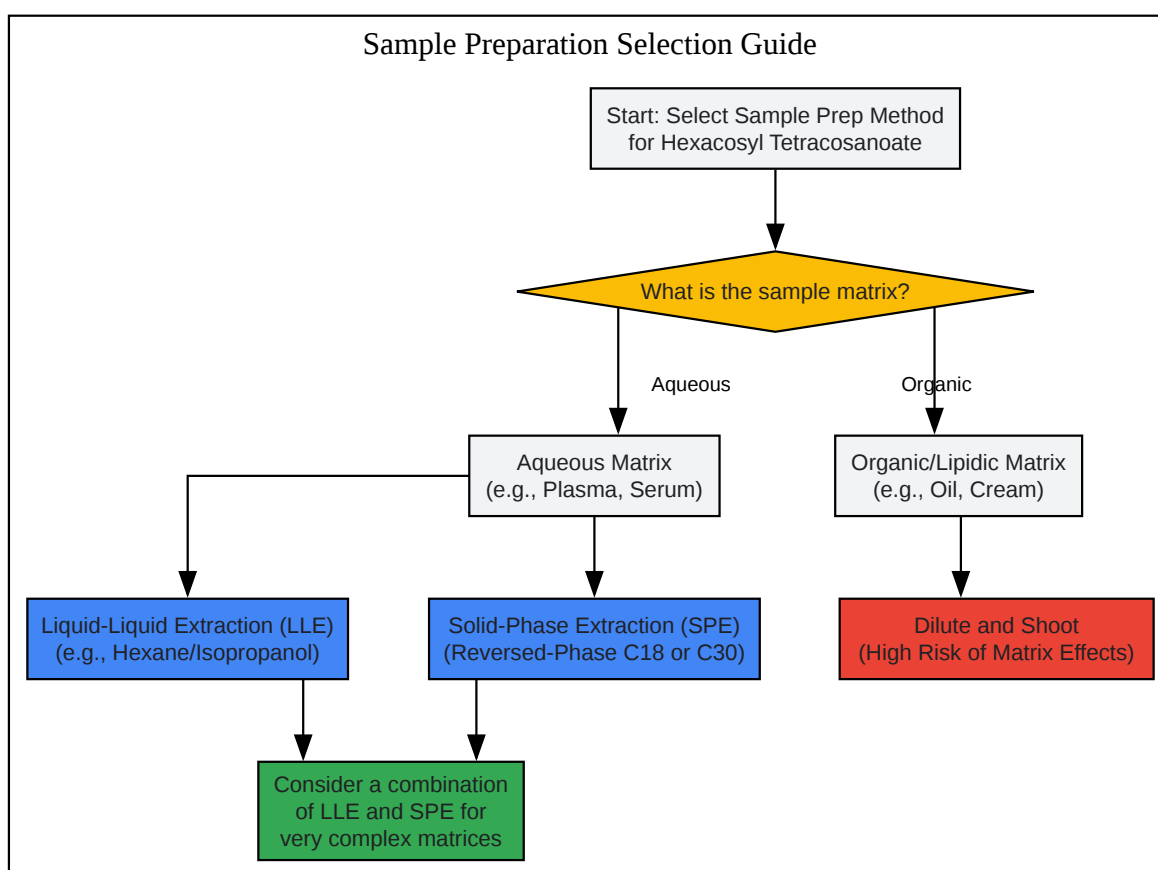 Sample Preparation Selection Guide
Start: Select Sample Prep Method
for Hexacosyl Tetracosanoate
What is the sample matrix?
Aqueous
Organic
Aqueous Matrix
(e.g., Plasma, Serum)
Organic/Lipidic Matrix
(e.g., Oil, Cream)
Liquid-Liquid Extraction (LLE)
(e.g., Hexane/Isopropanol)
Solid-Phase Extraction (SPE)
(Reversed-Phase C18 or C30)
Dilute and Shoot
(High Risk of Matrix Effects)
Consider a combination
of LLE and SPE for
very complex matrices